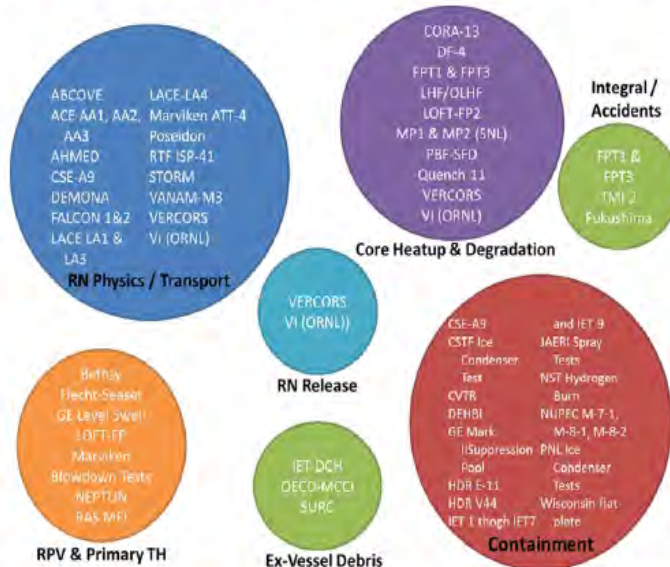 ABCOVE
ACE AA1, AA2,
AA3
AHMED
CSE-A9
DEMONA
FALCON 1&2
LACE LA1 &
LA3
LACE-LA4
Marviken ATT-4
Poseidon
RTF ISP-41
STORM
VANAM-M3
VERCORS
VI (ORNL)
RN Physics / Transport
CORA-13
DF-4
FPT1 & FPT3
LHF/OLHF
LOFT-FP2
MP1 & MP2 (SNL)
PBF-SFD
Quench 11
VERCORS
VI (ORNL)
Core Heatup & Degradation
Integral /
Accidents
FPT1 &
FPT3
TMI-2
Fukushima
VERCORS
VI (ORNL))
RN Release
Bethsy
Flecht-Seaset
GE Level Swell
Marviken
Blowdown Tests
NEPTUN
RPV & Primary TH
IET-DCH
OECD-MCCI
SURC
Ex-Vessel Debris
CSE-A9
CSTF Ice
Condenser
Test
CVTR
DEHBI
GE Mark
IISuppression
Pool
HDR E-11
HDR V44
IET 1 thogh IET7
and IET 9
JAERI Spray
Tests
NST Hydrogen
Burn
NUPEC M-7-1,
M-8-1, M-8-2
PNL Ice
Condenser
Tests
Wisconsin flat
plate
Containment